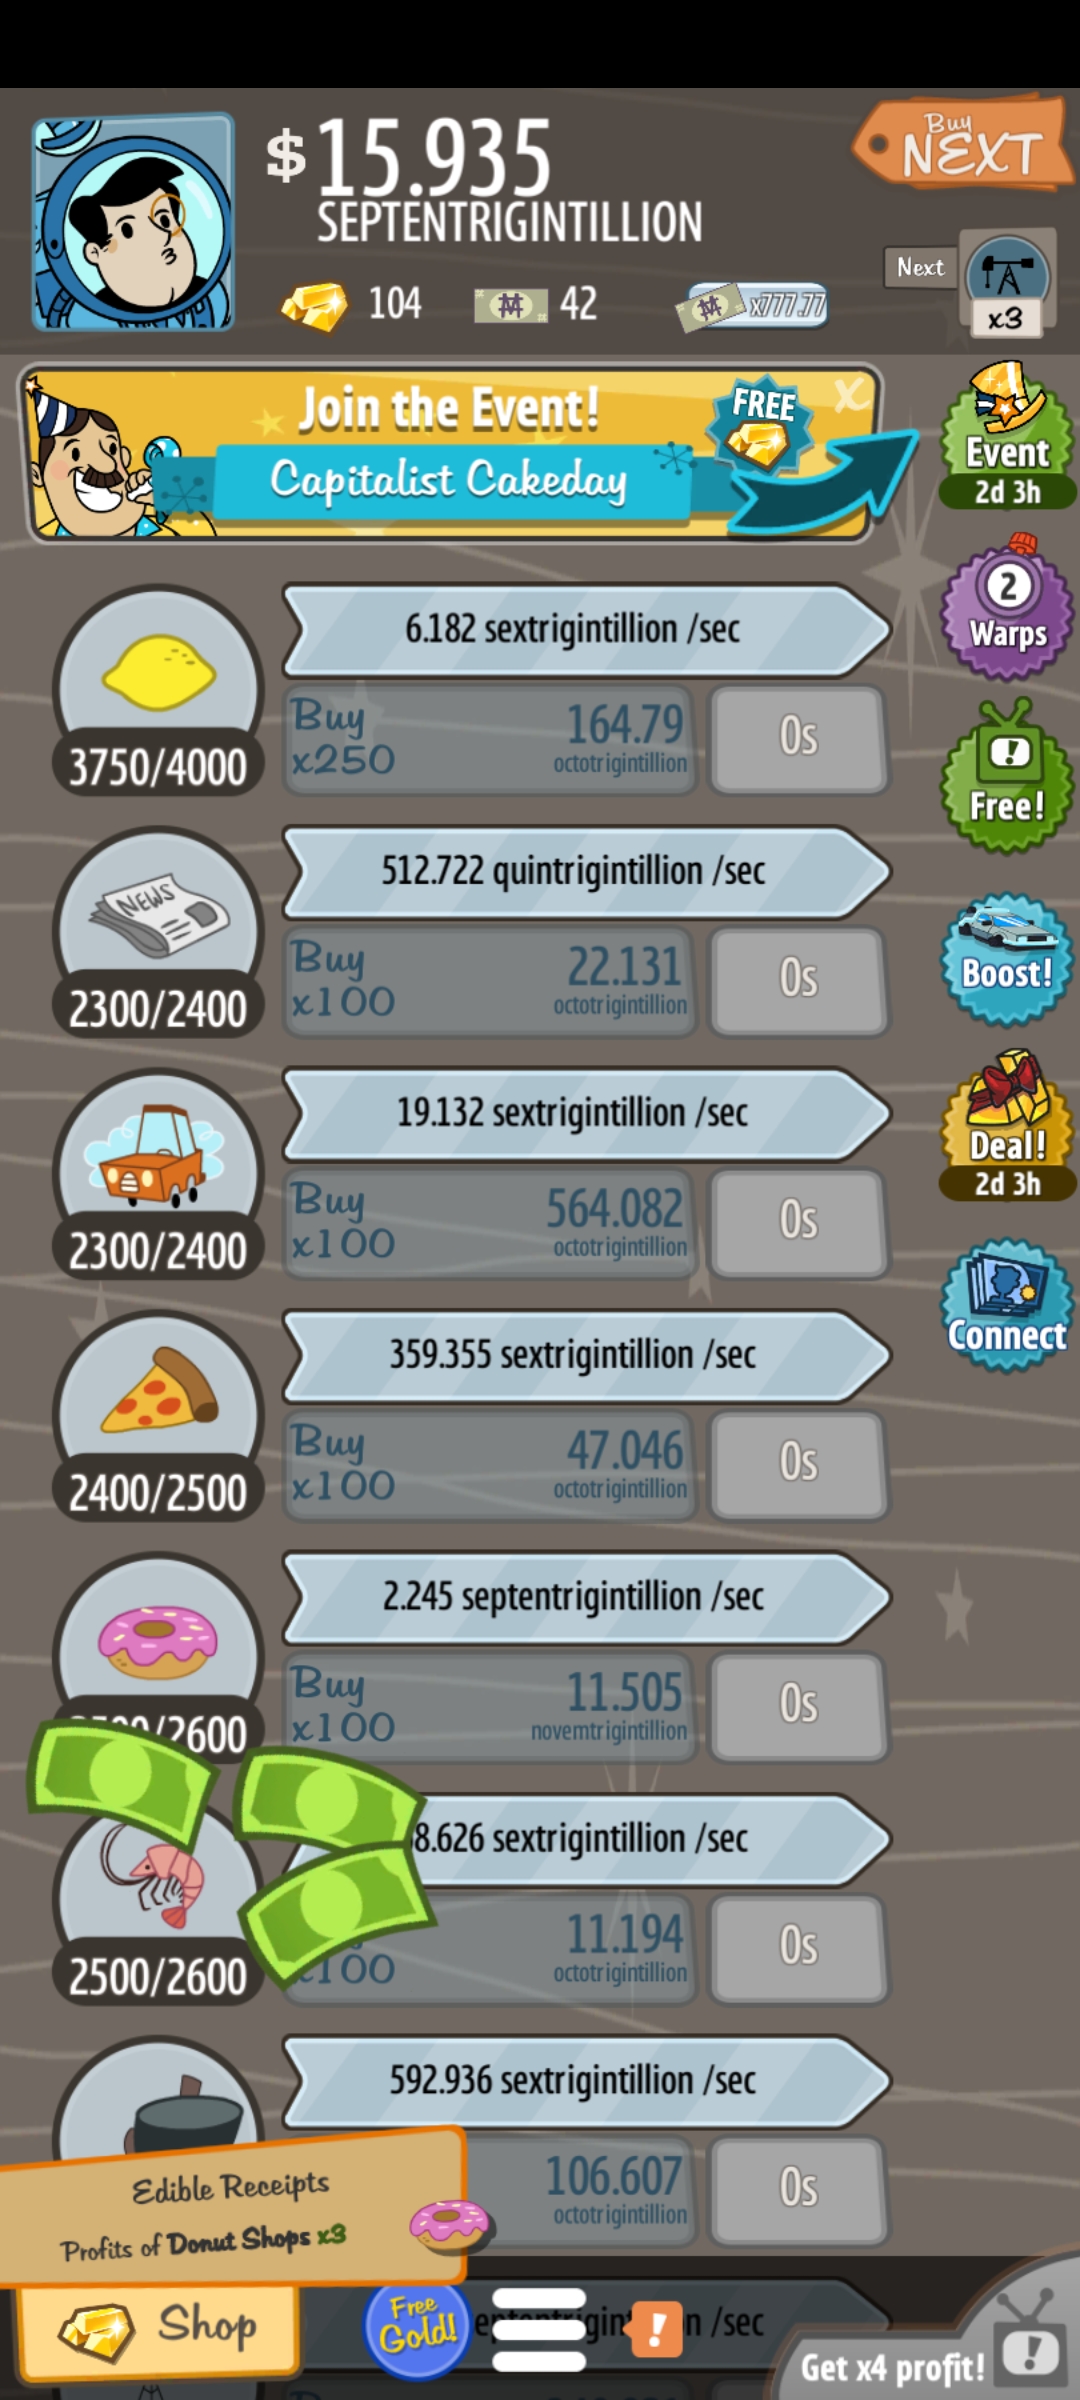 $15.935
SEPTENTRIGINTILLION
Buy
NEXT
104
42
x777.77
Next
x3
Join the Event!
Capitalist Cakeday
FREE
x
Event
2d 3h
6.182 sextrigintillion /sec
Buy
x250
164.79
octotrigintillion
0s
3750/4000
2
Warps
Free!
NEWS
512.722 quintrigintillion /sec
Buy
x100
22.131
octotrigintillion
0s
2300/2400
Boost!
19.132 sextrigintillion /sec
Buy
x100
564.082
octotrigintillion
0s
2300/2400
Deal!
2d 3h
Connect
359.355 sextrigintillion /sec
Buy
x100
47.046
octotrigintillion
0s
2400/2500
2.245 septentrigintillion /sec
Buy
x100
11.505
novemtrigintillion
0s
/2600
8.626 sextrigintillion /sec
x100
11.194
octotrigintillion
0s
2500/2600
592.936 sextrigintillion /sec
106.607
octotrigintillion
0s
Edible Receipts
Profits of Donut Shops x3
Shop
Free
Gold!
/sec
Get x4 profit!